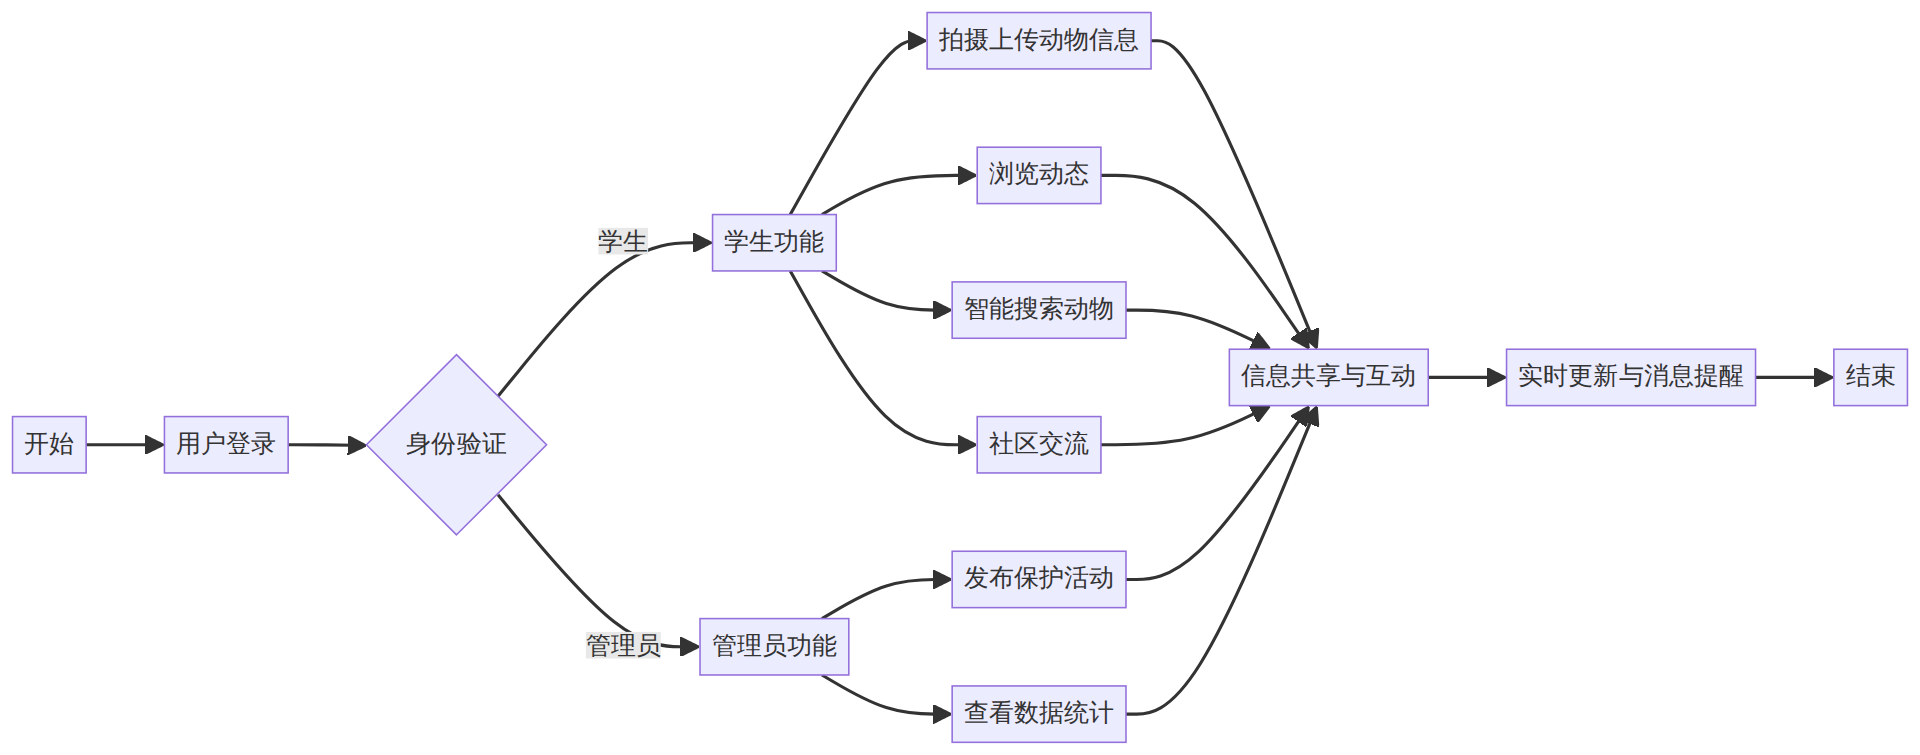 开始
用户登录
身份验证
学生
管理员
学生功能
管理员功能
拍摄上传动物信息
浏览动态
智能搜索动物
社区交流
发布保护活动
查看数据统计
信息共享与互动
实时更新与消息提醒
结束